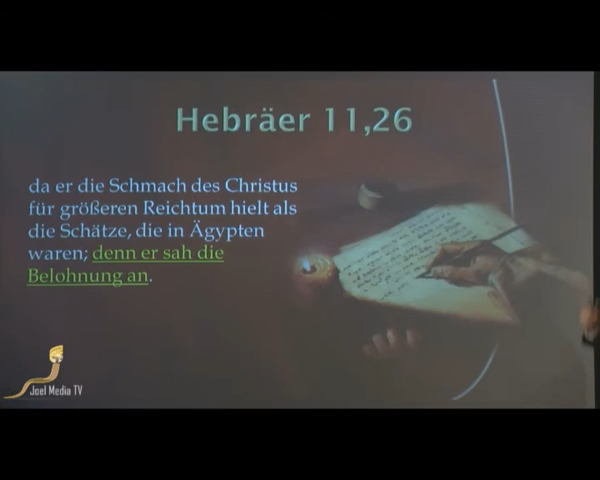 Hebräer 11,26
da er die Schmach des Christus
für größeren Reichtum hielt als
die Schätze, die in Ägypten
waren; denn er sah die
Belohnung an.
Joel Media TV